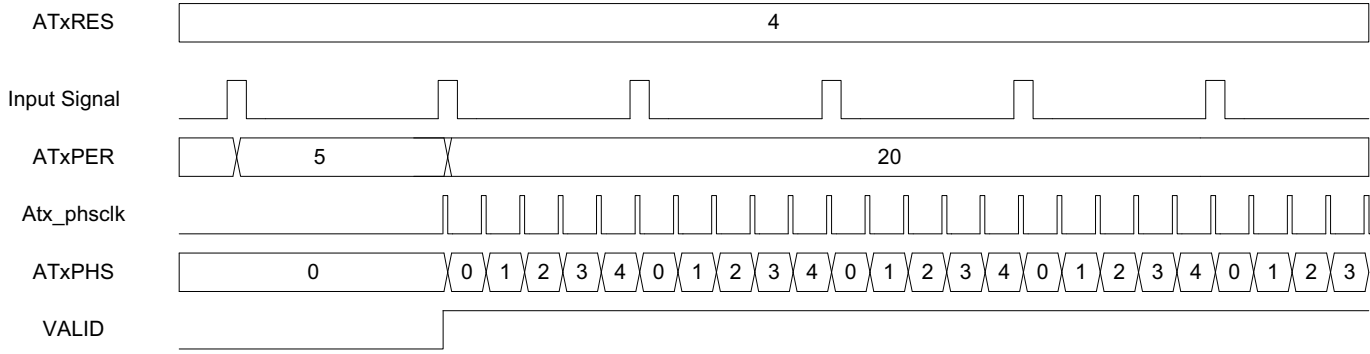 ATxRES 4
Input Signal
ATxPER 5 20
Atx_phsclk
ATxPHS 0 0 1 2 3 4 0 1 2 3 4 0 1 2 3 4 0 1 2 3 4 0 1 2 3
VALID